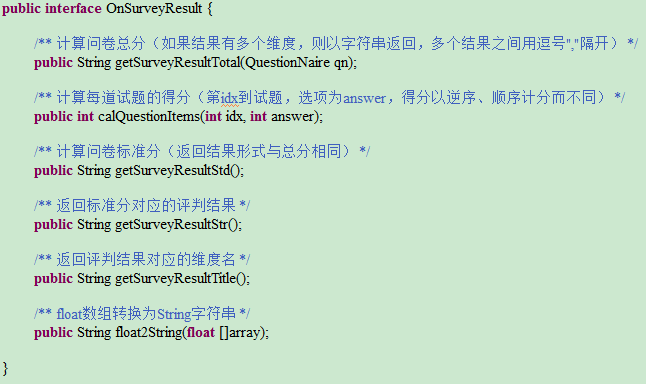 public interface OnSurveyResult {
/** 计算问卷总分（如果结果有多个维度，则以字符串返回，多个结果之间用逗号","隔开） */
public String getSurveyResultTotal(QuestionNaire qn);
/** 计算每道试题的得分（第idx到试题，选项为answer，得分以逆序、顺序计分而不同） */
public int calQuestionItems(int idx, int answer);
/** 计算问卷标准分（返回结果形式与总分相同） */
public String getSurveyResultStd();
/** 返回标准分对应的评判结果 */
public String getSurveyResultStr();
/** 返回评判结果对应的维度名 */
public String getSurveyResultTitle();
/** float数组转换为String字符串 */
public String float2String(float []array);
}